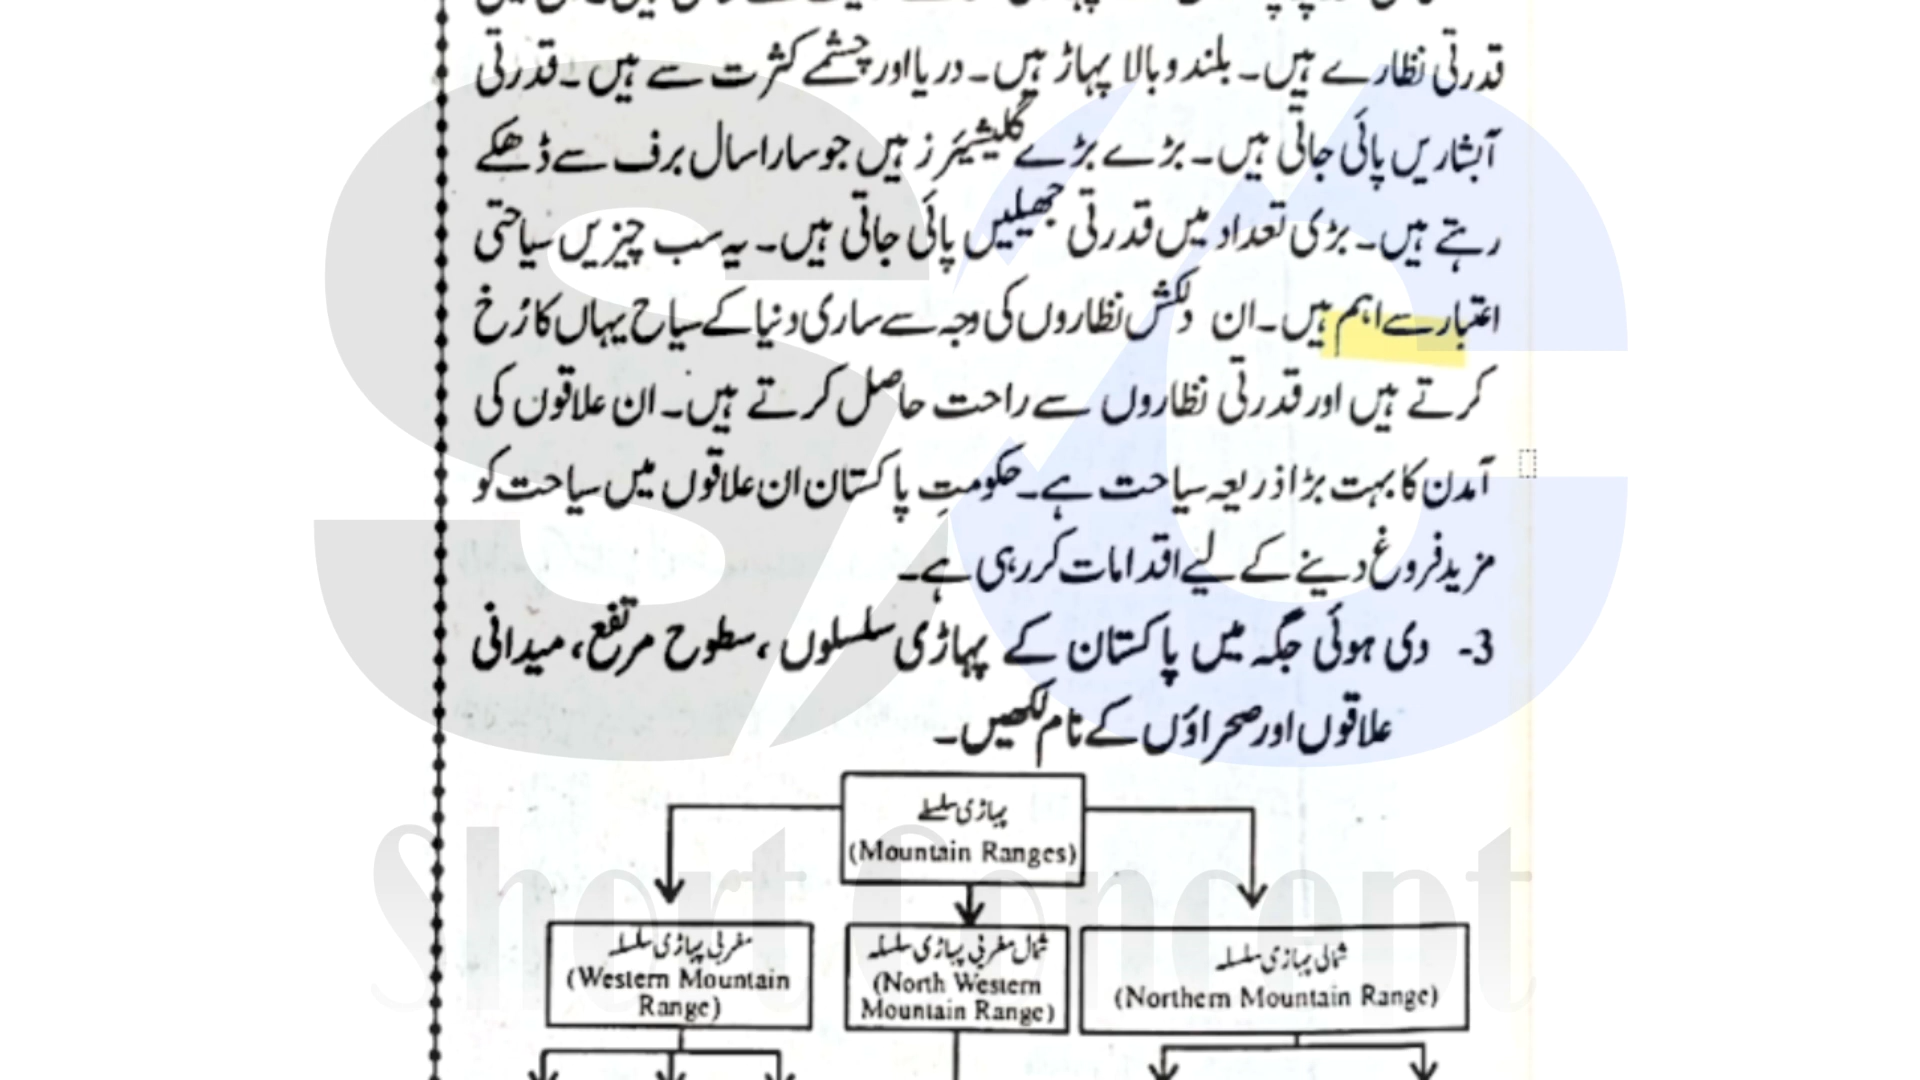 قدرتی نظارے ہیں۔ بلند و بالا پہاڑ ہیں۔ دریا اور چشمے کثرت سے ہیں۔ قدرتی
آبشاریں پائی جاتی ہیں۔ بڑے بڑے گلیشیئرز ہیں جو سارا سال برف سے ڈھکے
رہتے ہیں۔ بڑی تعداد میں قدرتی جھیلیں پائی جاتی ہیں۔ یہ سب چیزیں سیاحتی
اعتبار سے اہم ہیں۔ ان دلکش نظاروں کی وجہ سے ساری دنیا کے سیاح یہاں کا رُخ
کرتے ہیں اور قدرتی نظاروں سے راحت حاصل کرتے ہیں۔ ان علاقوں کی
آمدن کا بہت بڑا ذریعہ سیاحت ہے۔ حکومتِ پاکستان ان علاقوں میں سیاحت کو
مزید فروغ دینے کے لیے اقدامات کر رہی ہے۔
3- دی ہوئی جگہ میں پاکستان کے پہاڑی سلسلوں، سطوح مرتفع، میدانی
علاقوں اور صحراؤں کے نام لکھیں۔
پہاڑی سلسلے
(Mountain Ranges)
شمالی پہاڑی سلسلہ
(Northern Mountain Range)
شمال مغربی پہاڑی سلسلہ
(North Western
Mountain Range)
مغربی پہاڑی سلسلہ
(Western Mountain
Range)
SC
Short Concept